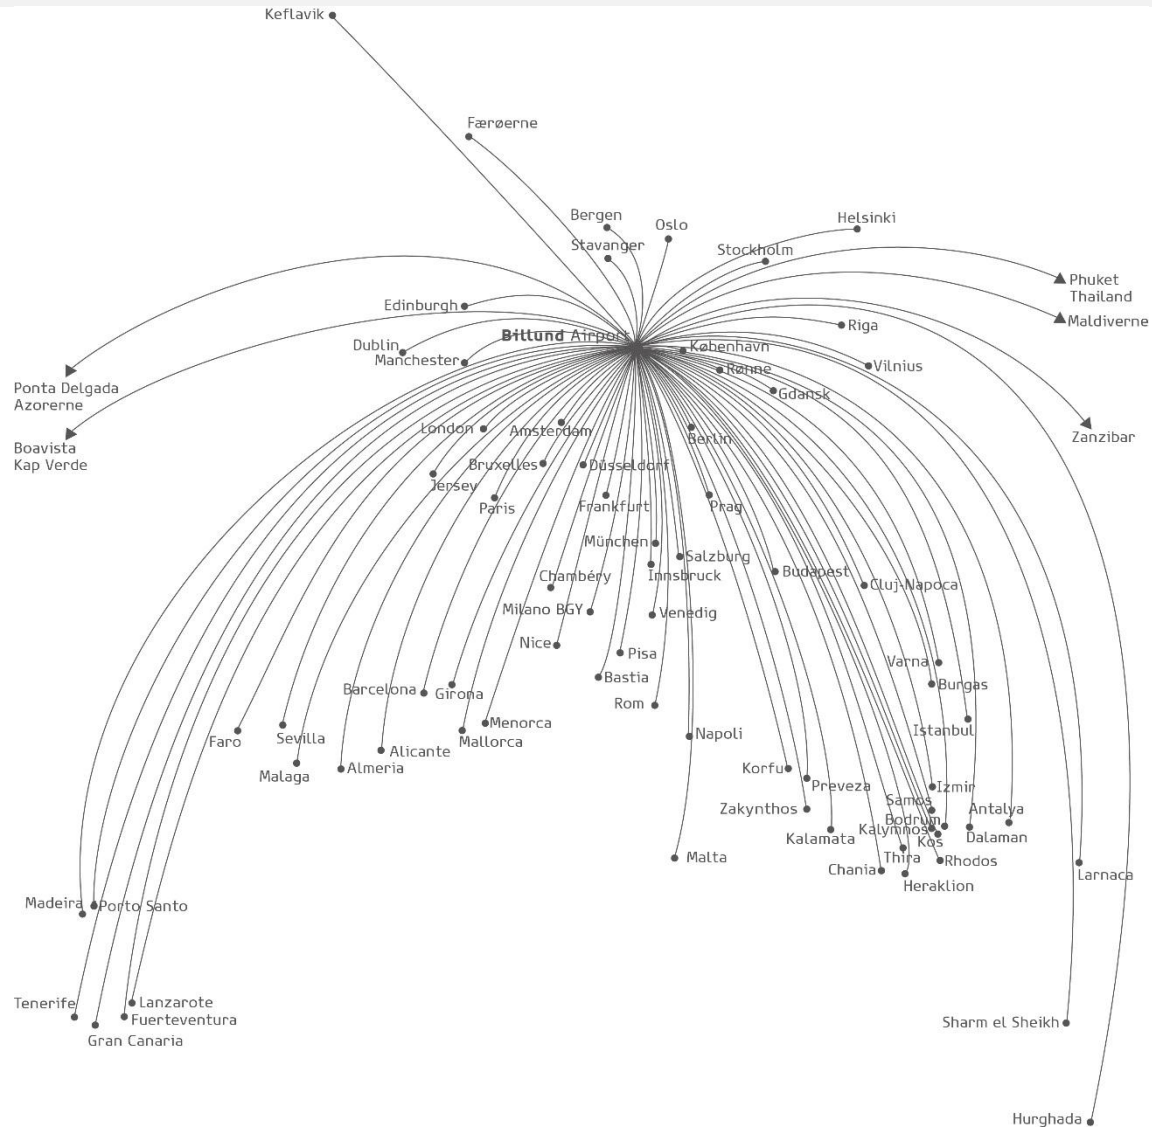 Keflavik
Færøerne
Bergen
Oslo
Helsinki
Stavanger
Stockholm
Phuket
Thailand
Edinburgh
Maldiverne
Riga
Billund Airport
Dublin
København
Manchester
Vilnius
Rønne
Ponta Delgada
Azorerne
Gdansk
London
Amsterdam
Berlin
Zanzibar
Boavista
Kap Verde
Bruxelles
Düsseldorf
Jersey
Paris
Frankfurt
Prag
München
Salzburg
Chambéry
Innsbruck
Budapest
Cluj-Napoca
Milano BGY
Venedig
Nice
Pisa
Varna
Bastia
Burgas
Barcelona
Girona
Rom
Menorca
Istanbul
Faro
Sevilla
Mallorca
Napoli
Alicante
Malaga
Almeria
Korfu
Preveza
Izmir
Samos
Zakynthos
Antalya
Bodrum
Kalymnos
Kalamata
Kos
Dalaman
Malta
Thira
Rhodos
Chania
Heraklion
Larnaca
Madeira
Porto Santo
Tenerife
Lanzarote
Fuerteventura
Gran Canaria
Sharm el Sheikh
Hurghada